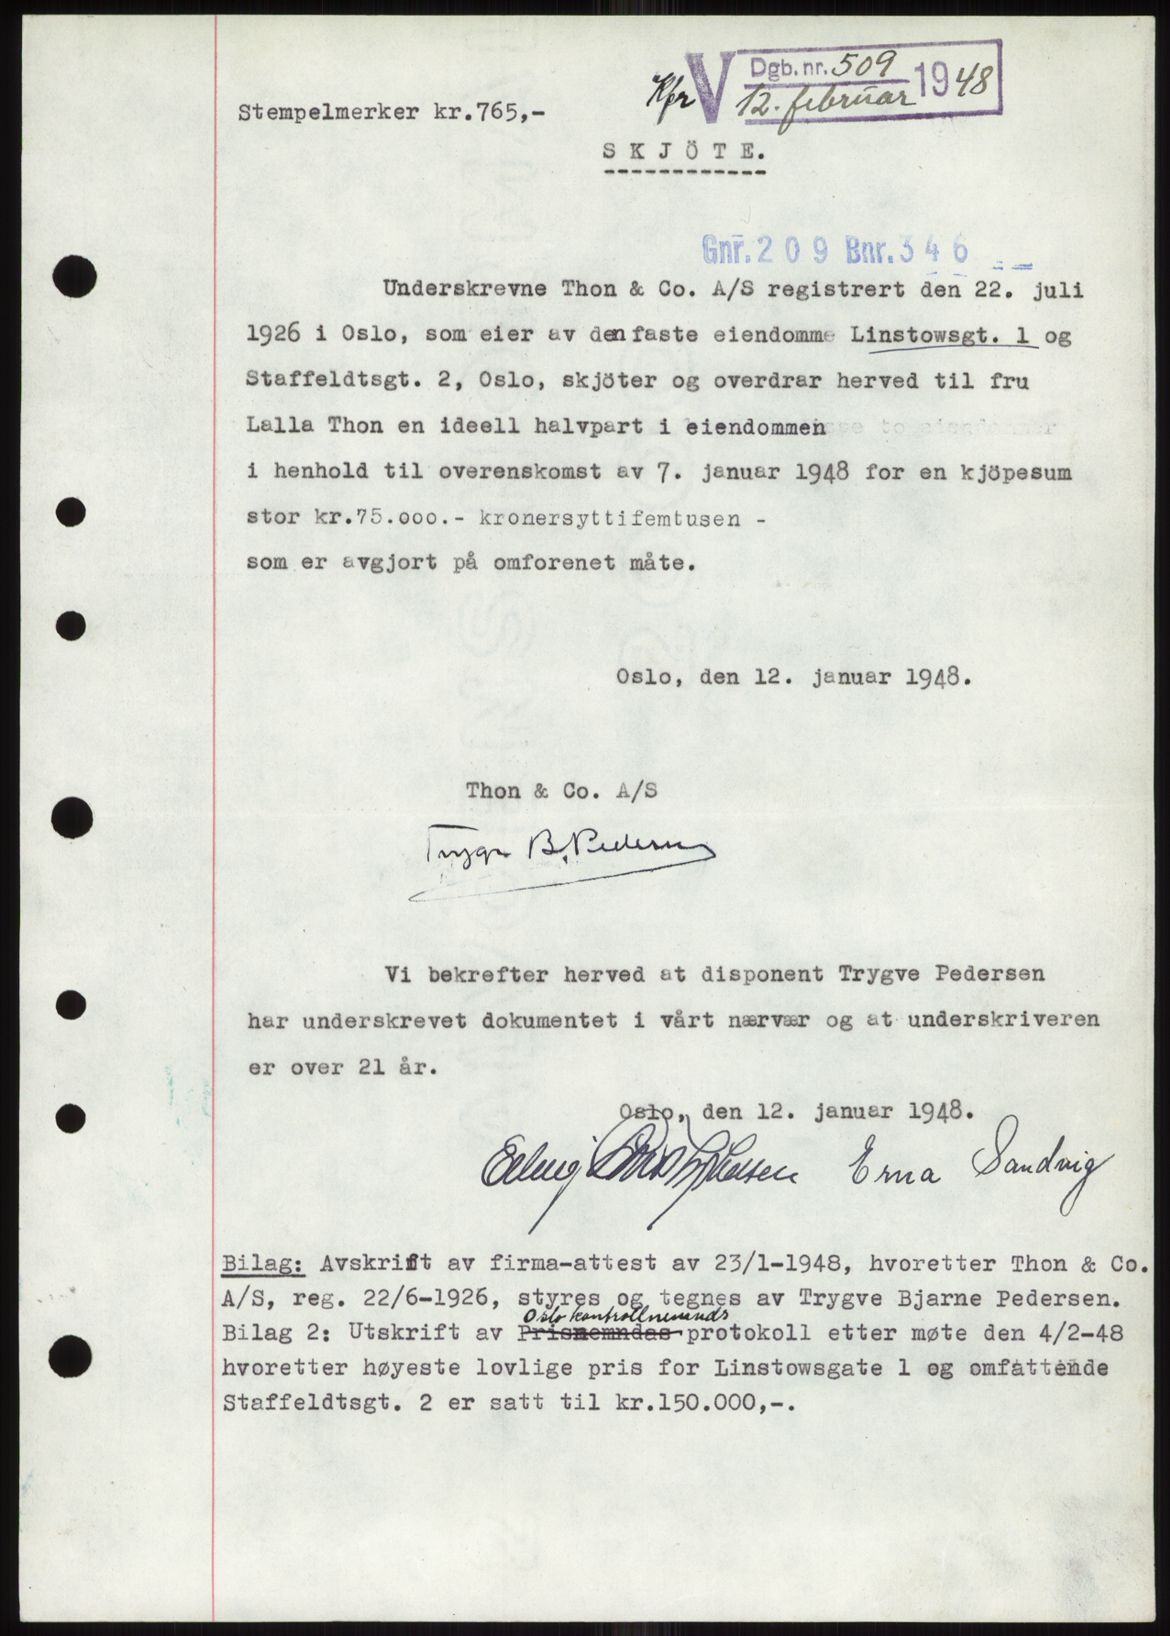 Kfr V Dgb. nr. 509 1948
12. februar
Stempelmerker kr.765,-
S K J Ö T E.
Gnr. 209 Bnr. 346
Underskrevne Thon & Co. A/S registrert den 22. juli
1926 i Oslo, som eier av den faste eiendomme Linstowsgt. 1 og
Staffeldtsgt. 2, Oslo, skjöter og overdrar herved til fru
Lalla Thon en ideell halvpart i eiendommen
i henhold til overenskomst av 7. januar 1948 for en kjöpesum
stor kr.75.ooo.- kronersyttifemtusen -
som er avgjort på omforenet måte.
Oslo, den 12. januar 1948.
Thon & Co. A/S
Trygve B. Pedersen
Vi bekrefter herved at disponent Trygve Pedersen
har underskrevet dokumentet i vårt nærvær og at underskriveren
er over 21 år.
Oslo, den 12. januar 1948.
Erna Sandvig
Bilag: Avskrift av firma-attest av 23/1-1948, hvoretter Thon & Co.
A/S, reg. 22/6-1926, styres og tegnes av Trygve Bjarne Pedersen.
Oslo kontrollnemnds
Bilag 2: Utskrift av Prisnemndas protokoll etter møte den 4/2-48
hvoretter høyeste lovlige pris for Linstowsgate 1 og omfattende
Staffeldtsgt. 2 er satt til kr.150.000,-.